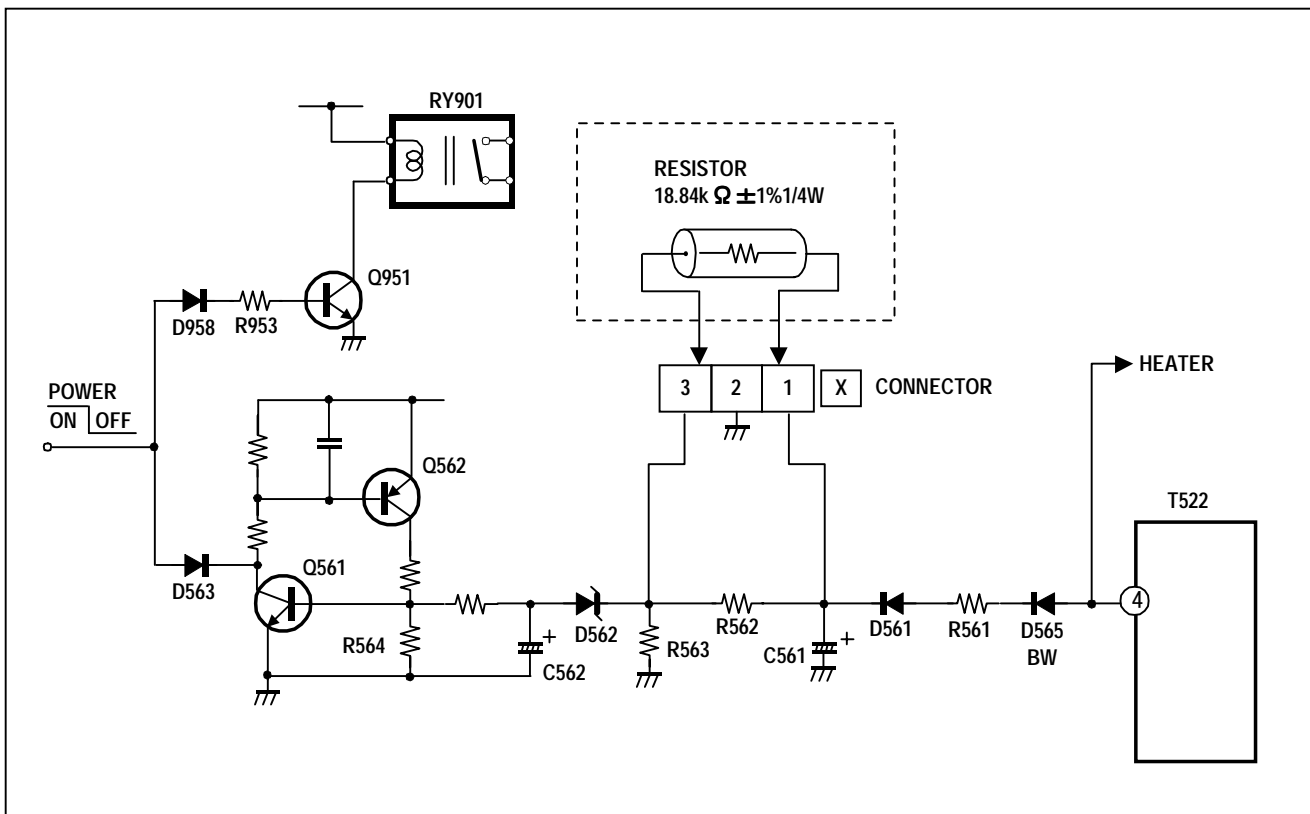 RY901
RESISTOR
18.84k Ω ±1%1/4W
Q951
D958
R953
HEATER
3
2
1
X
CONNECTOR
POWER
ON
OFF
Q562
T522
D563
Q561
4
R564
C562
D562
R563
R562
C561
D561
R561
D565
BW